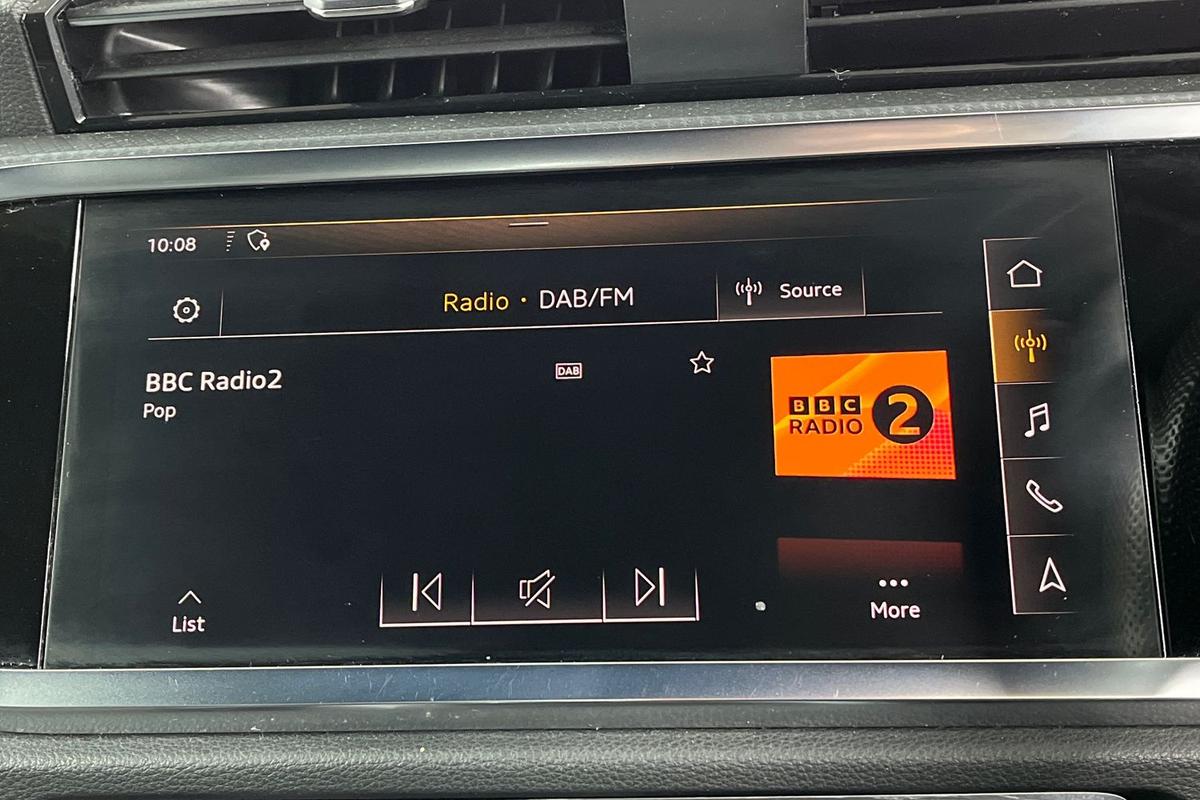 10:08
Radio · DAB/FM
Source
BBC Radio2
DAB
Pop
BBC
RADIO 2
List
More